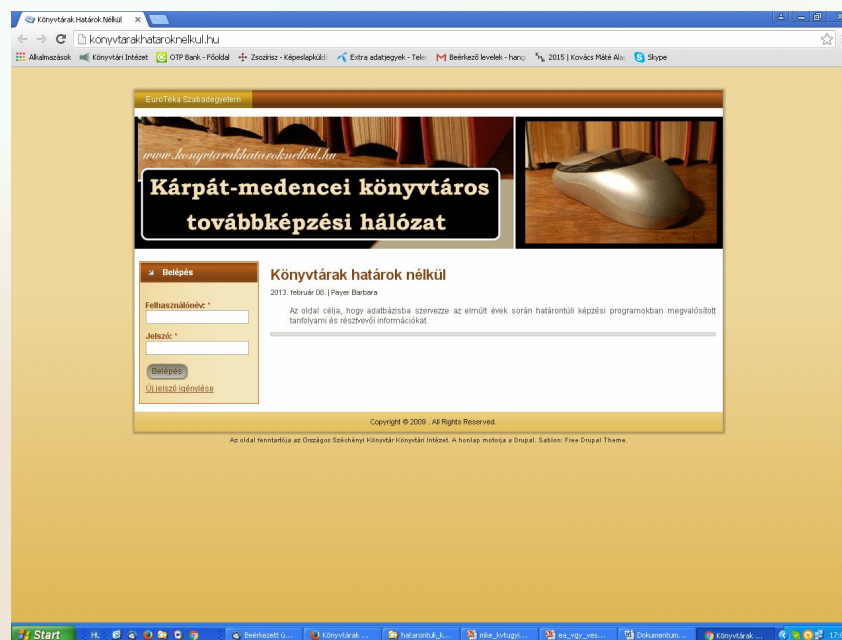 Könyvtárak Határok Nélkül
konyvtarakhataroknelkul.hu
Alkalmazások Könyvtári Intézet OTP Bank - Főoldal Zsozírisz - Képeslapküld Extra adatjegyek - Tele Beérkező levelek - hang 2015 | Kovács Máté Ala Skype
EuroTéka Szabadegyetem
www.konyvtarakhataroknelkul.hu
Kárpát-medencei könyvtáros
továbbképzési hálózat
Belépés
Felhasználónév: *
Jelszó: *
Belépés
Új jelszó igénylése
Könyvtárak határok nélkül
2013. február 08. | Payer Barbara
Az oldal célja, hogy adatbázisba szervezze az elmúlt évek során határontúli képzési programokban megvalósított
tanfolyami és résztvevői információkat.
Copyright © 2009 . All Rights Reserved.
Az oldal fenntartója az Országos Széchényi Könyvtár Könyvtári Intézet. A honlap motorja a Drupal. Sablon: Free Drupal Theme.
Start HU Beérkezett ü... Könyvtárak ... hatarontuli_k... mke_kvtugyi... ea_vgy_ves... Dokumentum... Könyvtárak ...